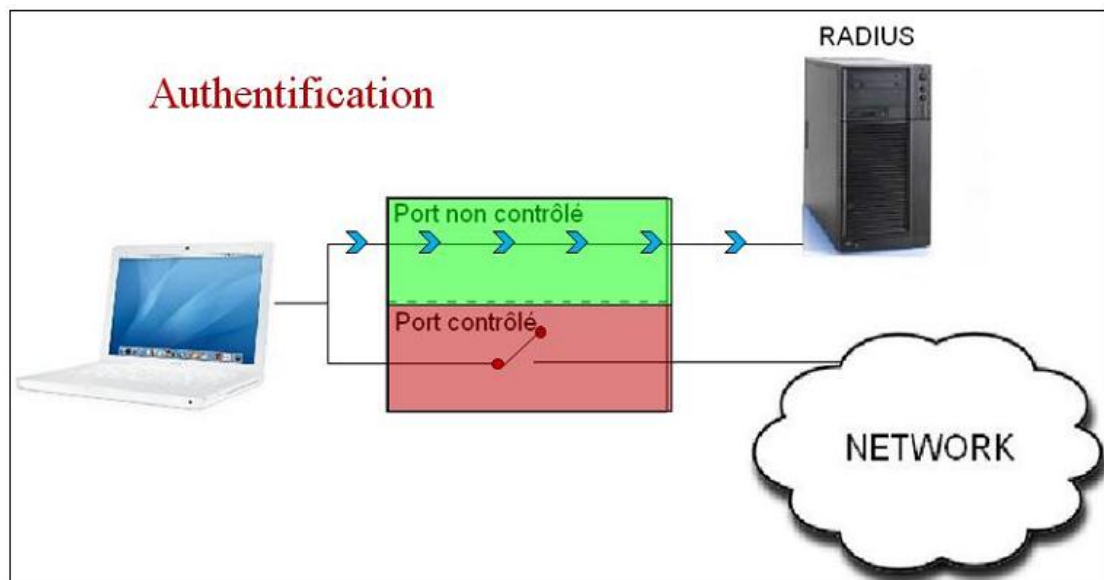 RADIUS
Authentification
Port non contrôlé
Port contrôlé
NETWORK